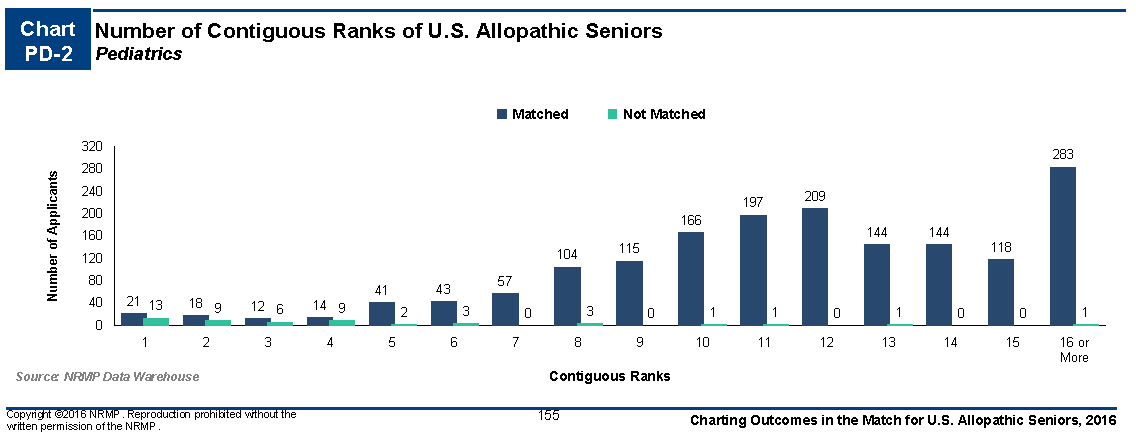 Chart
PD-2
Number of Contiguous Ranks of U.S. Allopathic Seniors
Pediatrics
Matched Not Matched
Number of Applicants
320
280
240
200
160
120
80
40
0
21 13 18 9 12 6 14 9 41 2 43 3 57 0 104 3 115 0 166 1 197 1 209 0 144 1 144 0 118 0 283 1
1 2 3 4 5 6 7 8 9 10 11 12 13 14 15 16 or
More
Contiguous Ranks
Source: NRMP Data Warehouse
Copyright ©2016 NRMP . Reproduction prohibited without the
written permission of the NRMP .
155
Charting Outcomes in the Match for U.S. Allopathic Seniors, 2016